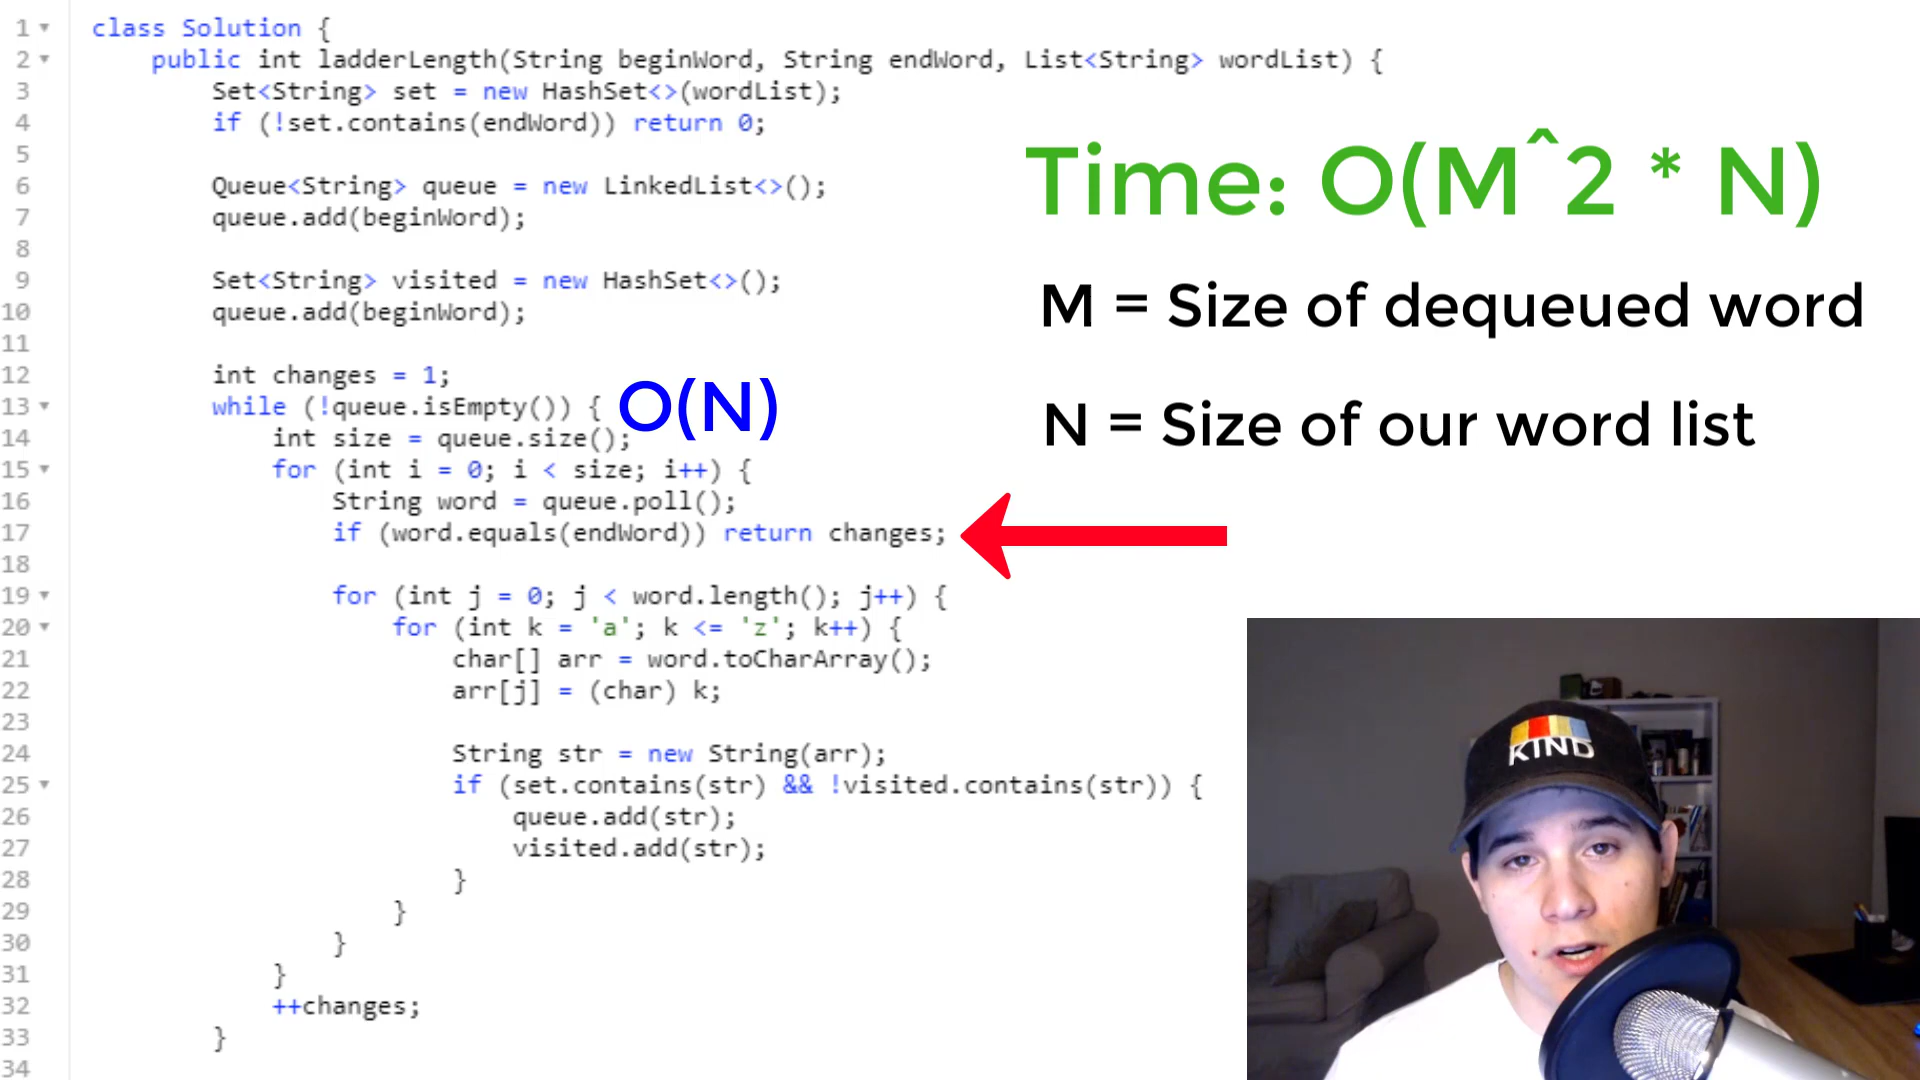 1 class Solution {
2 public int ladderLength(String beginWord, String endWord, List<String> wordList) {
3 Set<String> set = new HashSet<>(wordList);
4 if (!set.contains(endWord)) return 0;
5
6 Queue<String> queue = new LinkedList<>();
7 queue.add(beginWord);
8
9 Set<String> visited = new HashSet<>();
10 queue.add(beginWord);
11
12 int changes = 1;
13 while (!queue.isEmpty()) {
14 int size = queue.size();
15 for (int i = 0; i < size; i++) {
16 String word = queue.poll();
17 if (word.equals(endWord)) return changes;
18
19 for (int j = 0; j < word.length(); j++) {
20 for (int k = 'a'; k <= 'z'; k++) {
21 char[] arr = word.toCharArray();
22 arr[j] = (char) k;
23
24 String str = new String(arr);
25 if (set.contains(str) && !visited.contains(str)) {
26 queue.add(str);
27 visited.add(str);
28 }
29 }
30 }
31 }
32 ++changes;
33 }
34
O(N)
Time: O(M^2 * N)
M = Size of dequeued word
N = Size of our word list
KIND